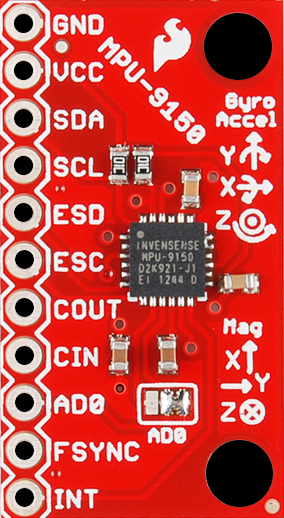 GND
VCC
SDA
SCL
ESD
ESC
COUT
CIN
AD0
FSYNC
INT
MPU-9150
Gyro
Accel
Y
X
Z
INVENSENSE
MPU-9150
D2K921-J1
E1 1244 D
Mag
X
Y
Z
AD0